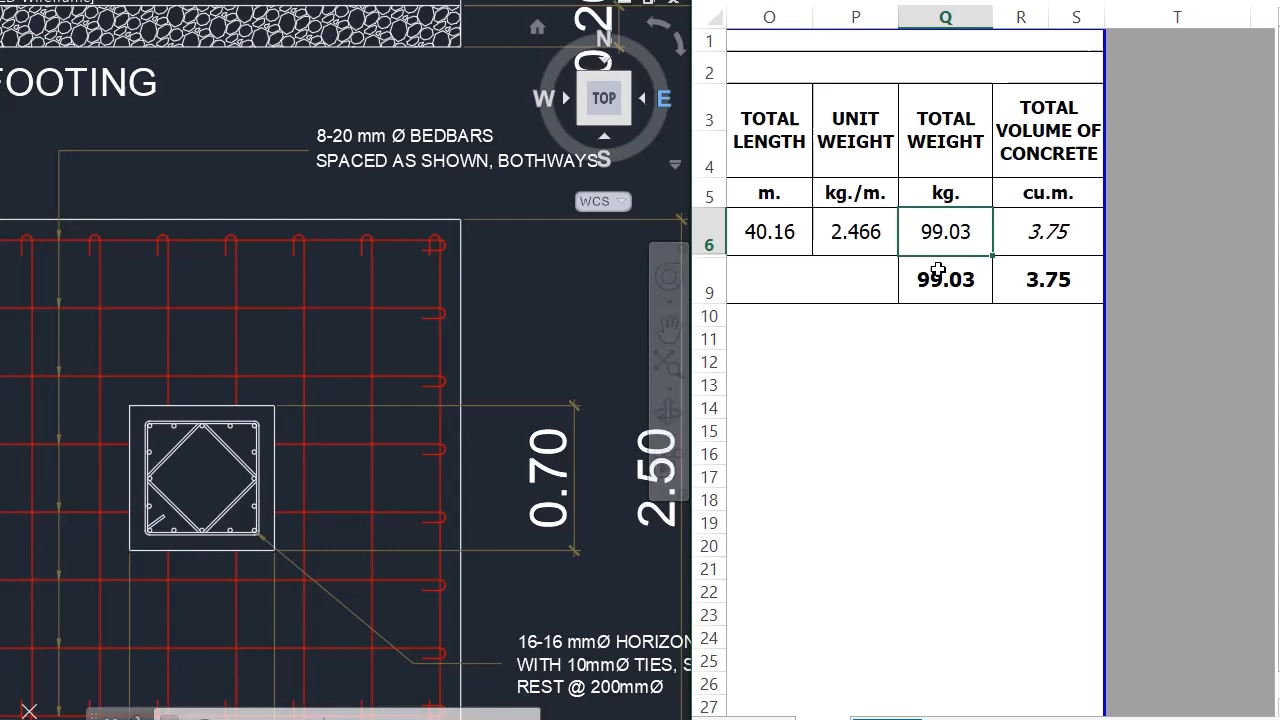 FOOTING
8-20 mm Ø BEDBARS
SPACED AS SHOWN, BOTHWAYS
N
W TOP E
S
WCS
0.70
2.50
16-16 mmØ HORIZON
WITH 10mmØ TIES, S
REST @ 200mmØ
O P Q R S T
1
2
3
4
5
6
9
10
11
12
13
14
15
16
17
18
19
20
21
22
23
24
25
26
27
TOTAL LENGTH
UNIT WEIGHT
TOTAL WEIGHT
TOTAL VOLUME OF CONCRETE
m. kg./m. kg. cu.m.
40.16 2.466 99.03 3.75
99.03 3.75